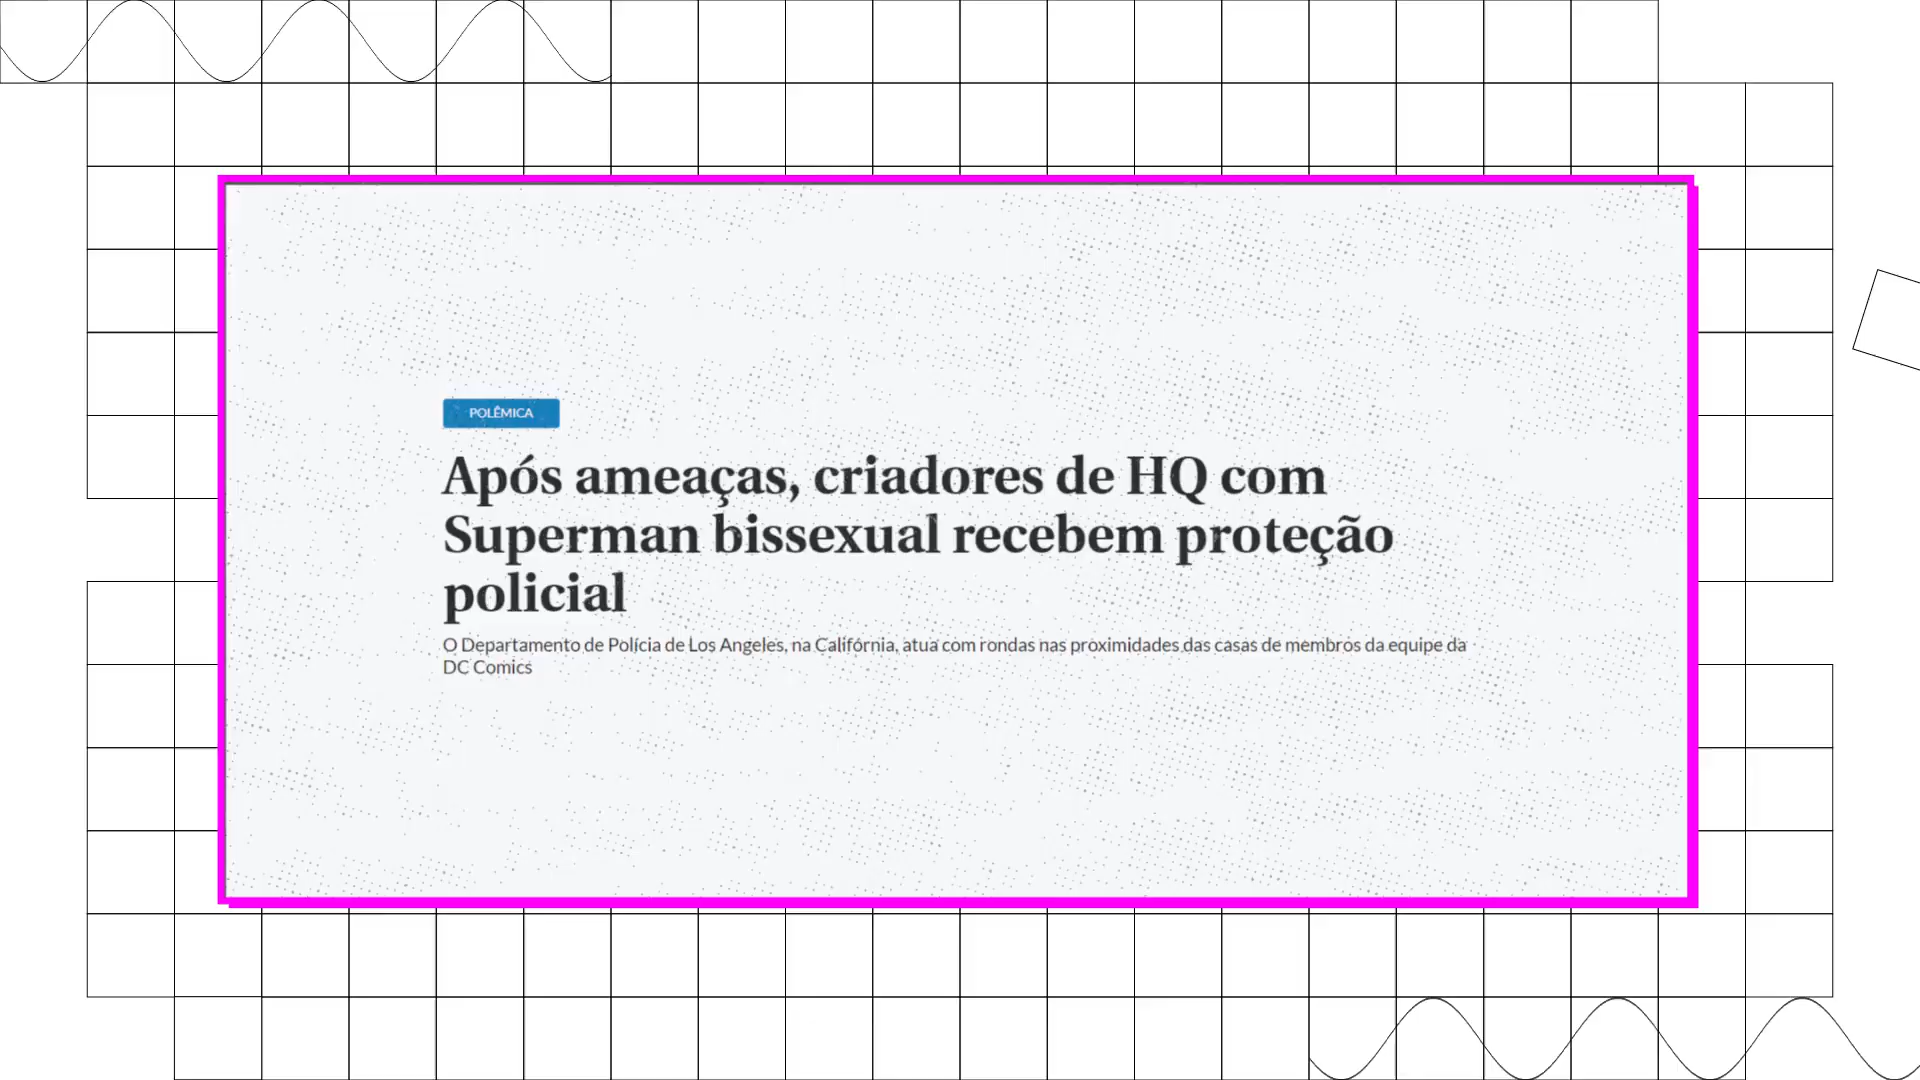 POLÊMICA
Após ameaças, criadores de HQ com
Superman bissexual recebem proteção
policial
O Departamento de Polícia de Los Angeles, na Califórnia, atua com rondas nas proximidades das casas de membros da equipe da
DC Comics